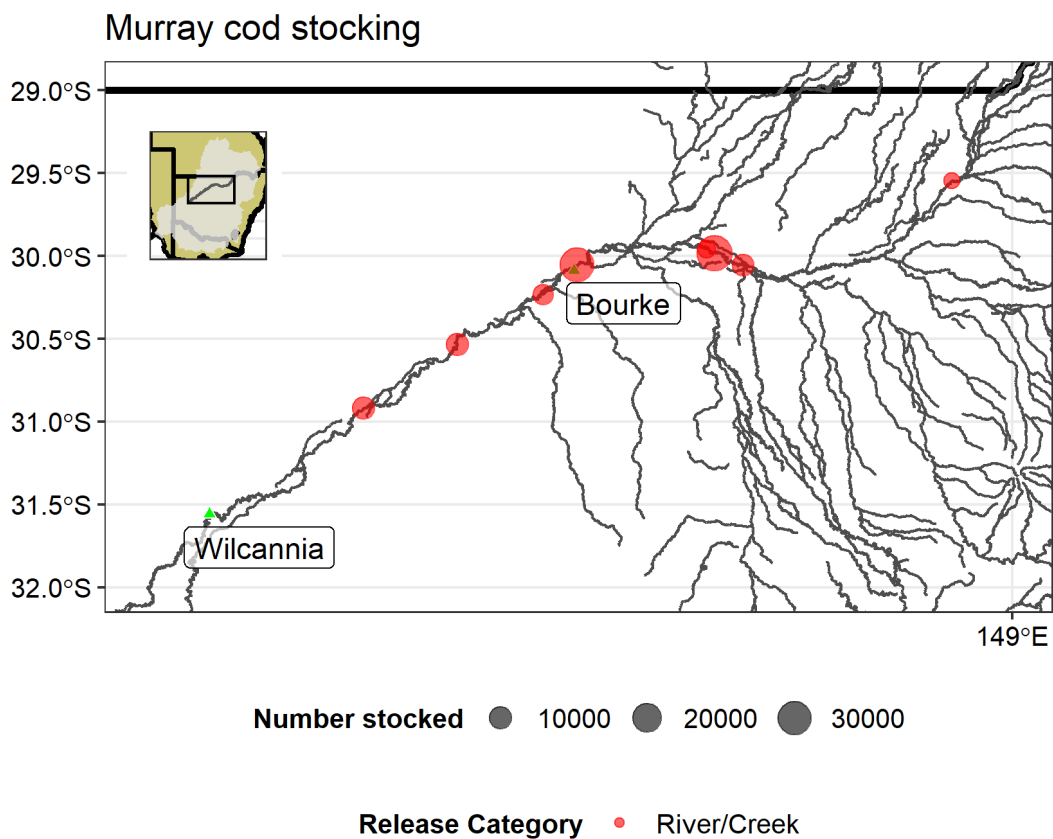 Murray cod stocking
29.0°S
29.5°S
30.0°S
Bourke
30.5°S
31.0°S
31.5°S
Wilcannia
32.0°S
149°E
Number stocked 10000 20000 30000
Release Category River/Creek